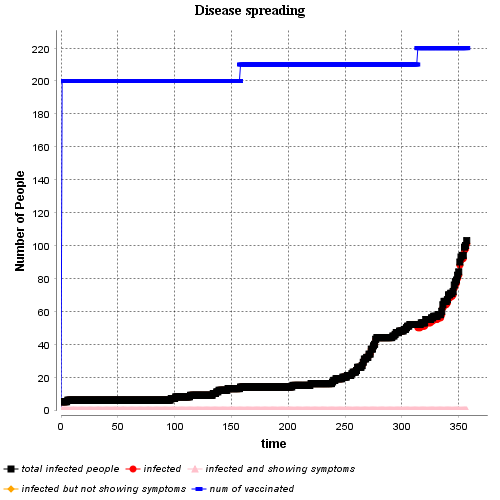 Disease spreading
220
200
180
160
140
120
100
80
60
40
20
0
Number of People
0 50 100 150 200 250 300 350
time
total infected people infected infected and showing symptoms
infected but not showing symptoms num of vaccinated